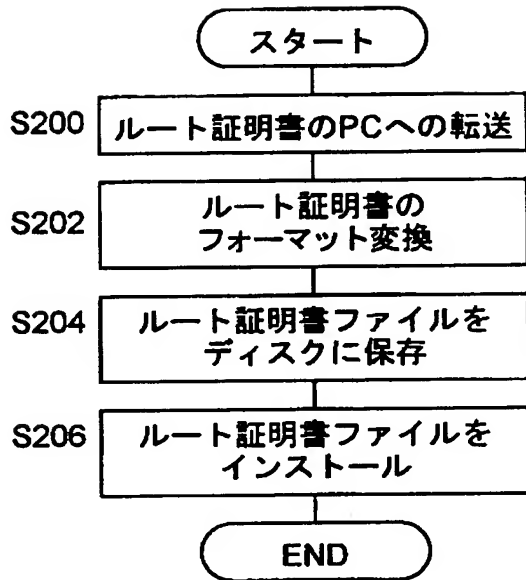 スタート
S200
ルート証明書のPCへの転送
S202
ルート証明書の
フォーマット変換
S204
ルート証明書ファイルを
ディスクに保存
S206
ルート証明書ファイルを
インストール
END